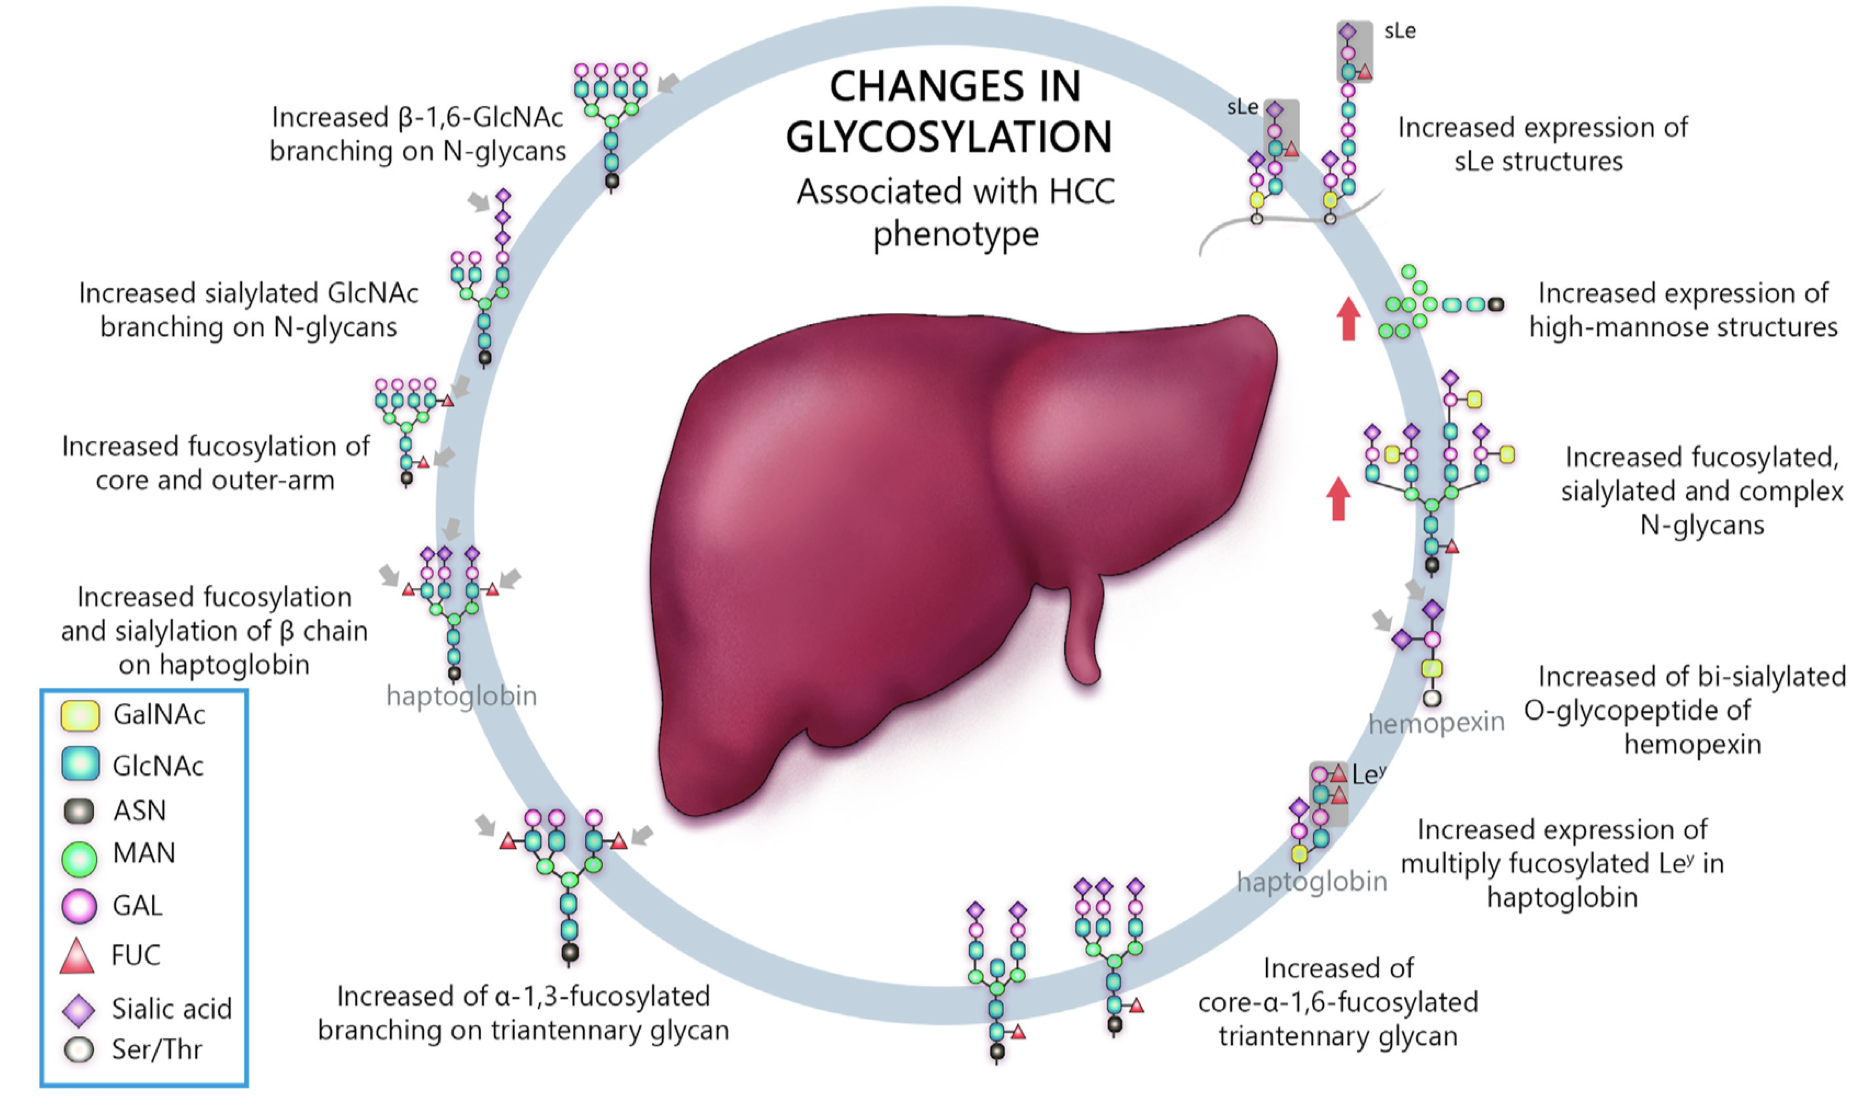 CHANGES IN
GLYCOSYLATION
Associated with HCC
phenotype
Increased β-1,6-GlcNAc
branching on N-glycans
Increased sialylated GlcNAc
branching on N-glycans
Increased fucosylation of
core and outer-arm
Increased fucosylation
and sialylation of β chain
on haptoglobin
haptoglobin
GalNAc
GlcNAc
ASN
MAN
GAL
FUC
Sialic acid
Ser/Thr
Increased of α-1,3-fucosylated
branching on triantennary glycan
sLe
sLe
Increased expression of
sLe structures
Increased expression of
high-mannose structures
Increased fucosylated,
sialylated and complex
N-glycans
Increased of bi-sialylated
O-glycopeptide of
hemopexin
hemopexin
Leʸ
Increased expression of
multiply fucosylated Leʸ in
haptoglobin
haptoglobin
Increased of
core-α-1,6-fucosylated
triantennary glycan